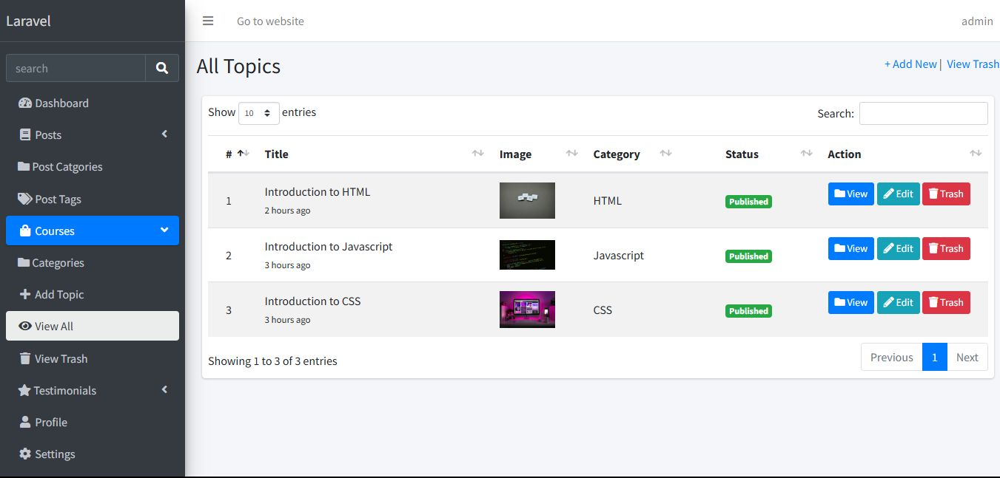 Laravel
Go to website
admin
search
Dashboard
Posts
Post Catgories
Post Tags
Courses
Categories
Add Topic
View All
View Trash
Testimonials
Profile
Settings
All Topics
+ Add New | View Trash
Show 10 entries
Search:
# Title Image Category Status Action
1 Introduction to HTML HTML Published View Edit Trash
2 hours ago
2 Introduction to Javascript Javascript Published View Edit Trash
3 hours ago
3 Introduction to CSS CSS Published View Edit Trash
3 hours ago
Showing 1 to 3 of 3 entries
Previous 1 Next